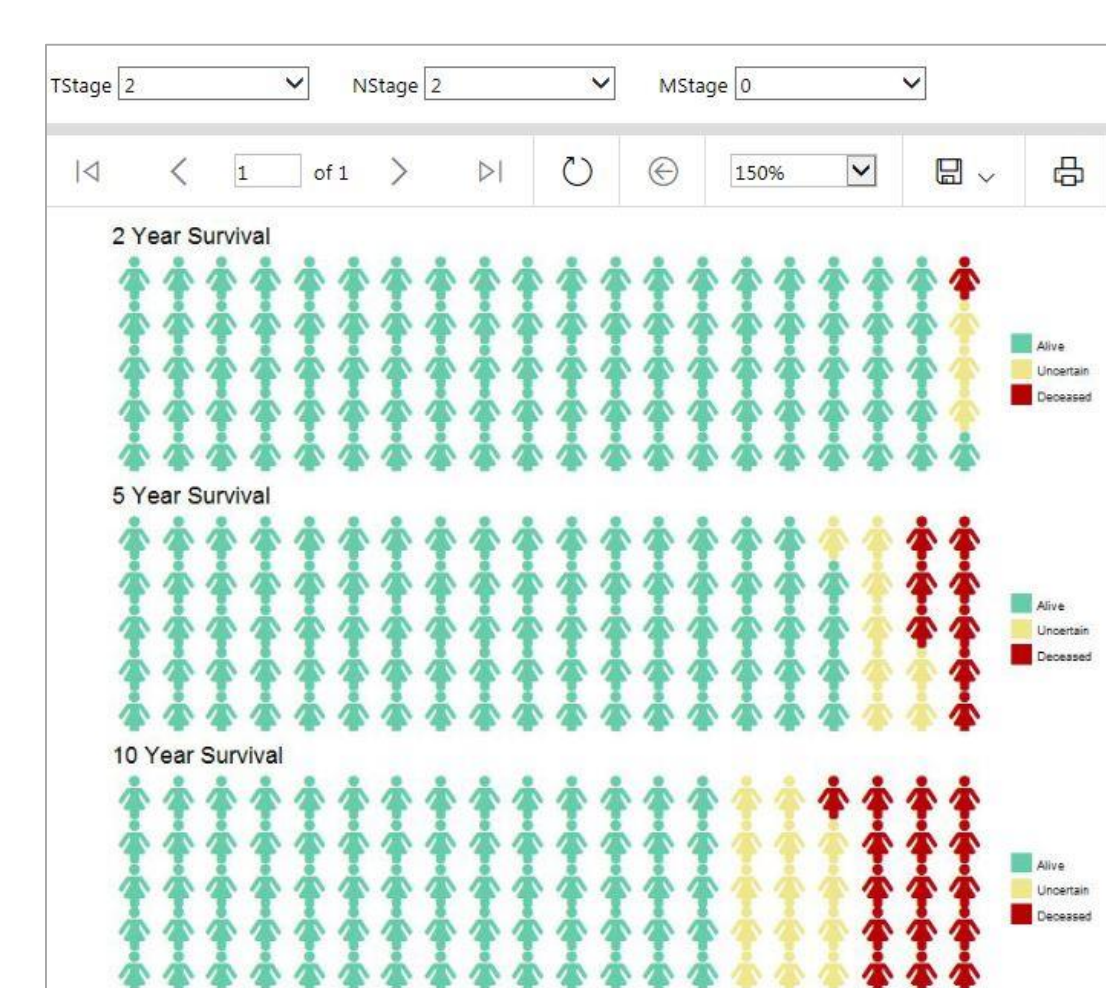 TStage 2 NStage 2 MStage 0
1 of 1 150%
2 Year Survival
Alive
Uncertain
Deceased
5 Year Survival
Alive
Uncertain
Deceased
10 Year Survival
Alive
Uncertain
Deceased